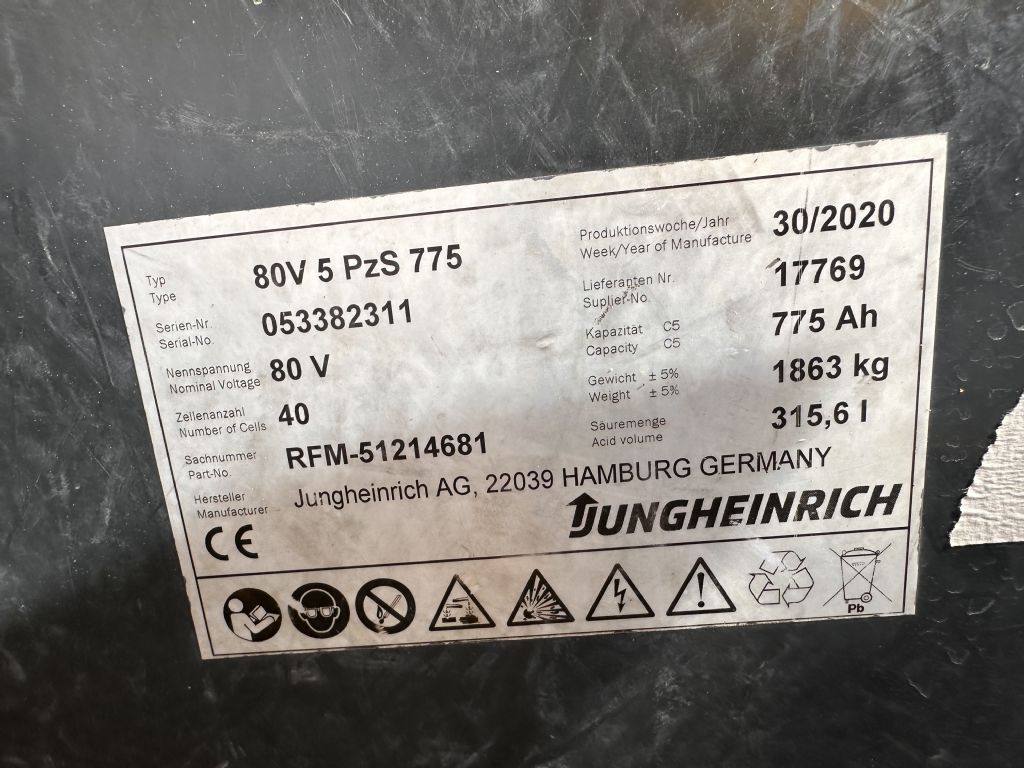 Typ
Type
80V 5 PzS 775
Serien-Nr.
Serial-No.
053382311
Nennspannung
Nominal Voltage
80 V
Zellenanzahl
Number of Cells
40
Sachnummer
Part-No.
RFM-51214681
Hersteller
Manufacturer
Jungheinrich AG, 22039 HAMBURG GERMANY
Produktionswoche/Jahr
Week/Year of Manufacture
30/2020
Lieferanten Nr.
Suplier-No.
17769
Kapazität C5
Capacity C5
775 Ah
Gewicht ± 5%
Weight ± 5%
1863 kg
Säuremenge
Acid volume
315,6 l
JUNGHEINRICH
CE
Pb